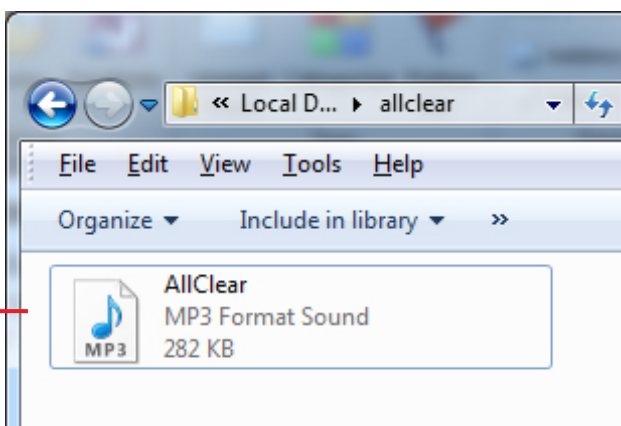 « Local D... ▸ allclear
File Edit View Tools Help
Organize ▾ Include in library ▾ »
AllClear
MP3 Format Sound
MP3
282 KB